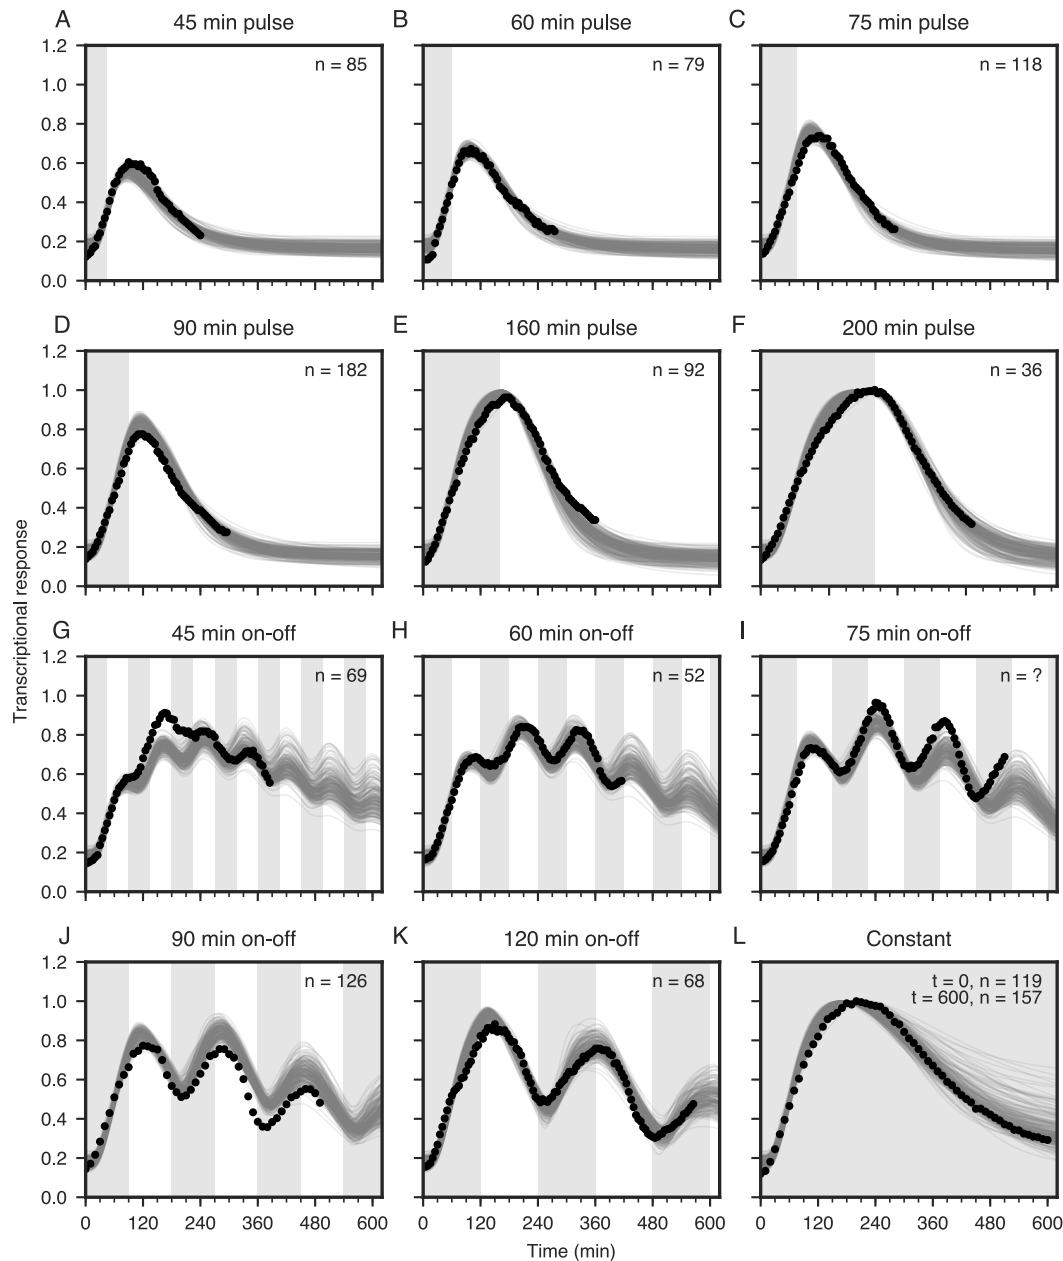 A 45 min pulse B 60 min pulse C 75 min pulse
1.2
n = 85 n = 79 n = 118
1.0
0.8
0.6
0.4
0.2
0.0
D 90 min pulse E 160 min pulse F 200 min pulse
1.2
n = 182 n = 92 n = 36
1.0
0.8
0.6
0.4
0.2
0.0
Transcriptional response
G 45 min on-off H 60 min on-off I 75 min on-off
1.2
n = 69 n = 52 n = ?
1.0
0.8
0.6
0.4
0.2
0.0
J 90 min on-off K 120 min on-off L Constant
1.2
n = 126 n = 68 t = 0, n = 119
t = 600, n = 157
1.0
0.8
0.6
0.4
0.2
0.0
0 120 240 360 480 600 0 120 240 360 480 600 0 120 240 360 480 600
Time (min)